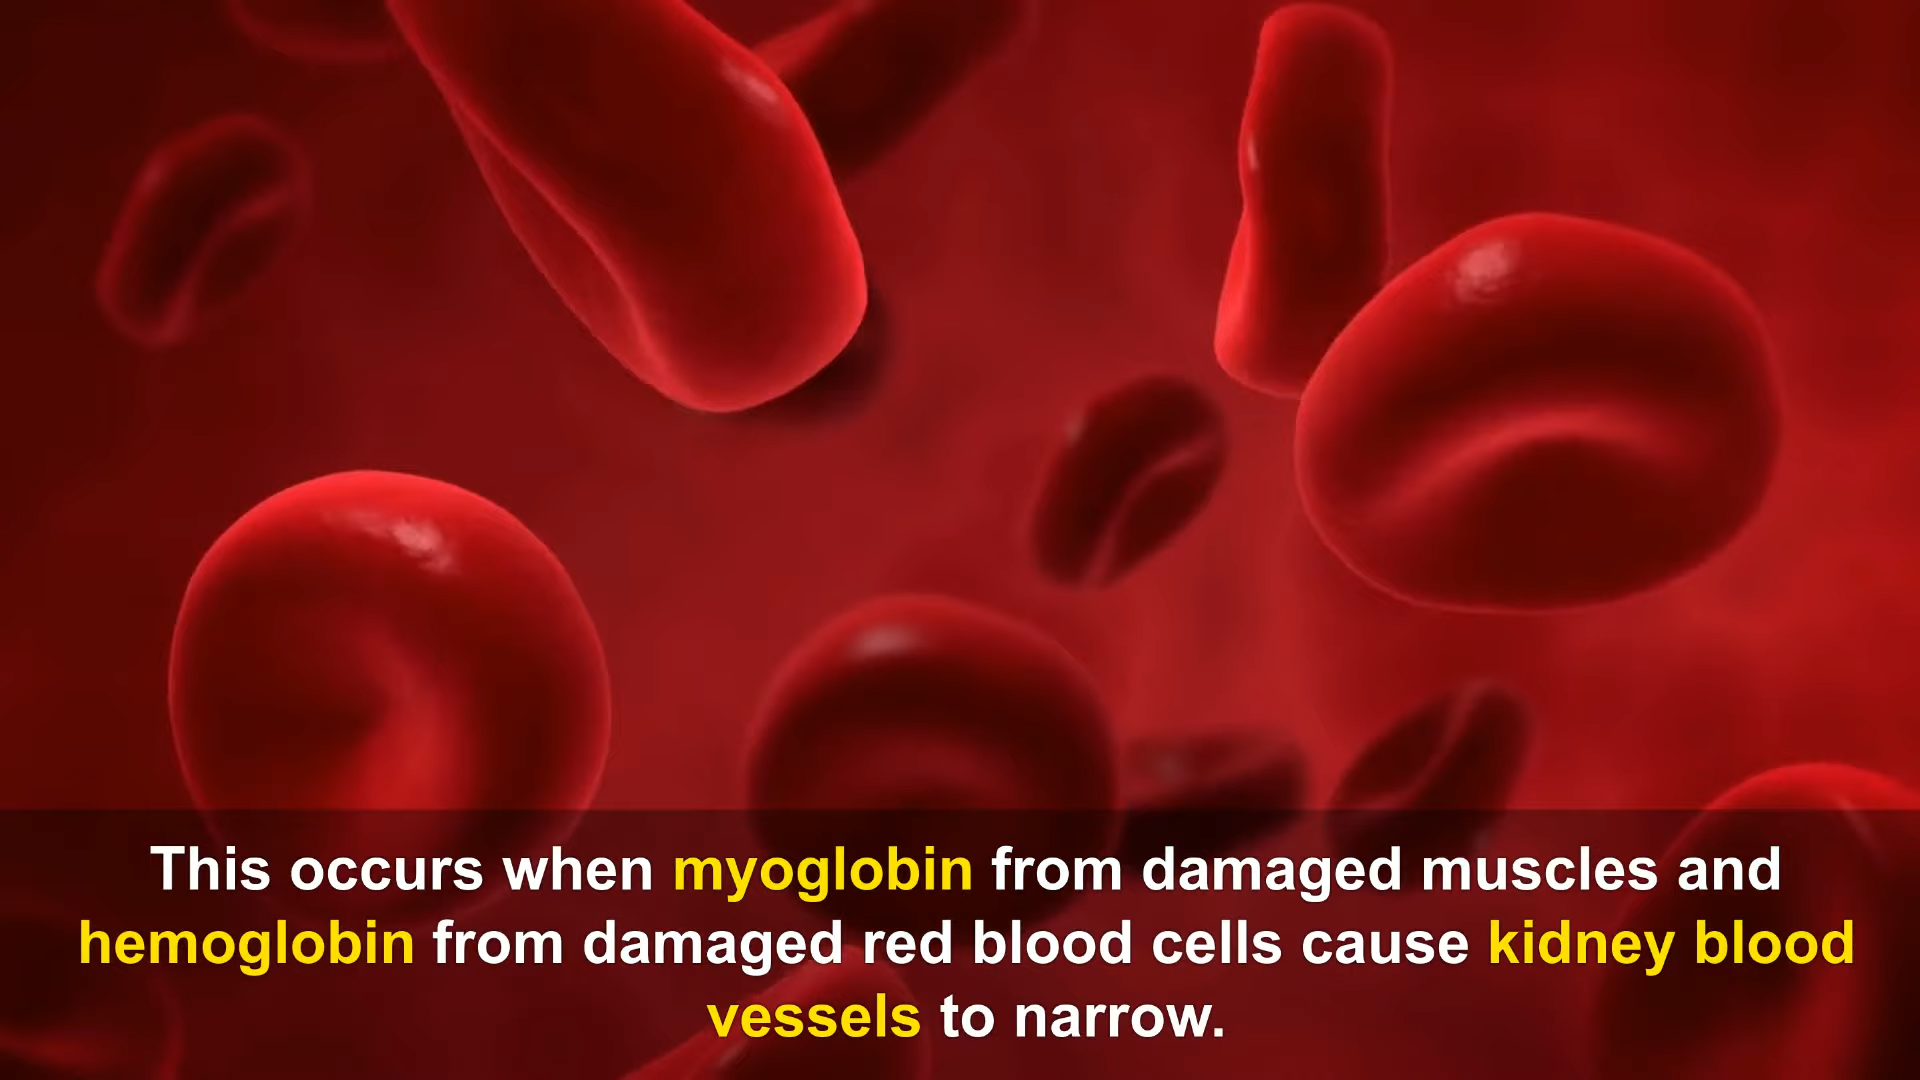 This occurs when myoglobin from damaged muscles and
hemoglobin from damaged red blood cells cause kidney blood
vessels to narrow.